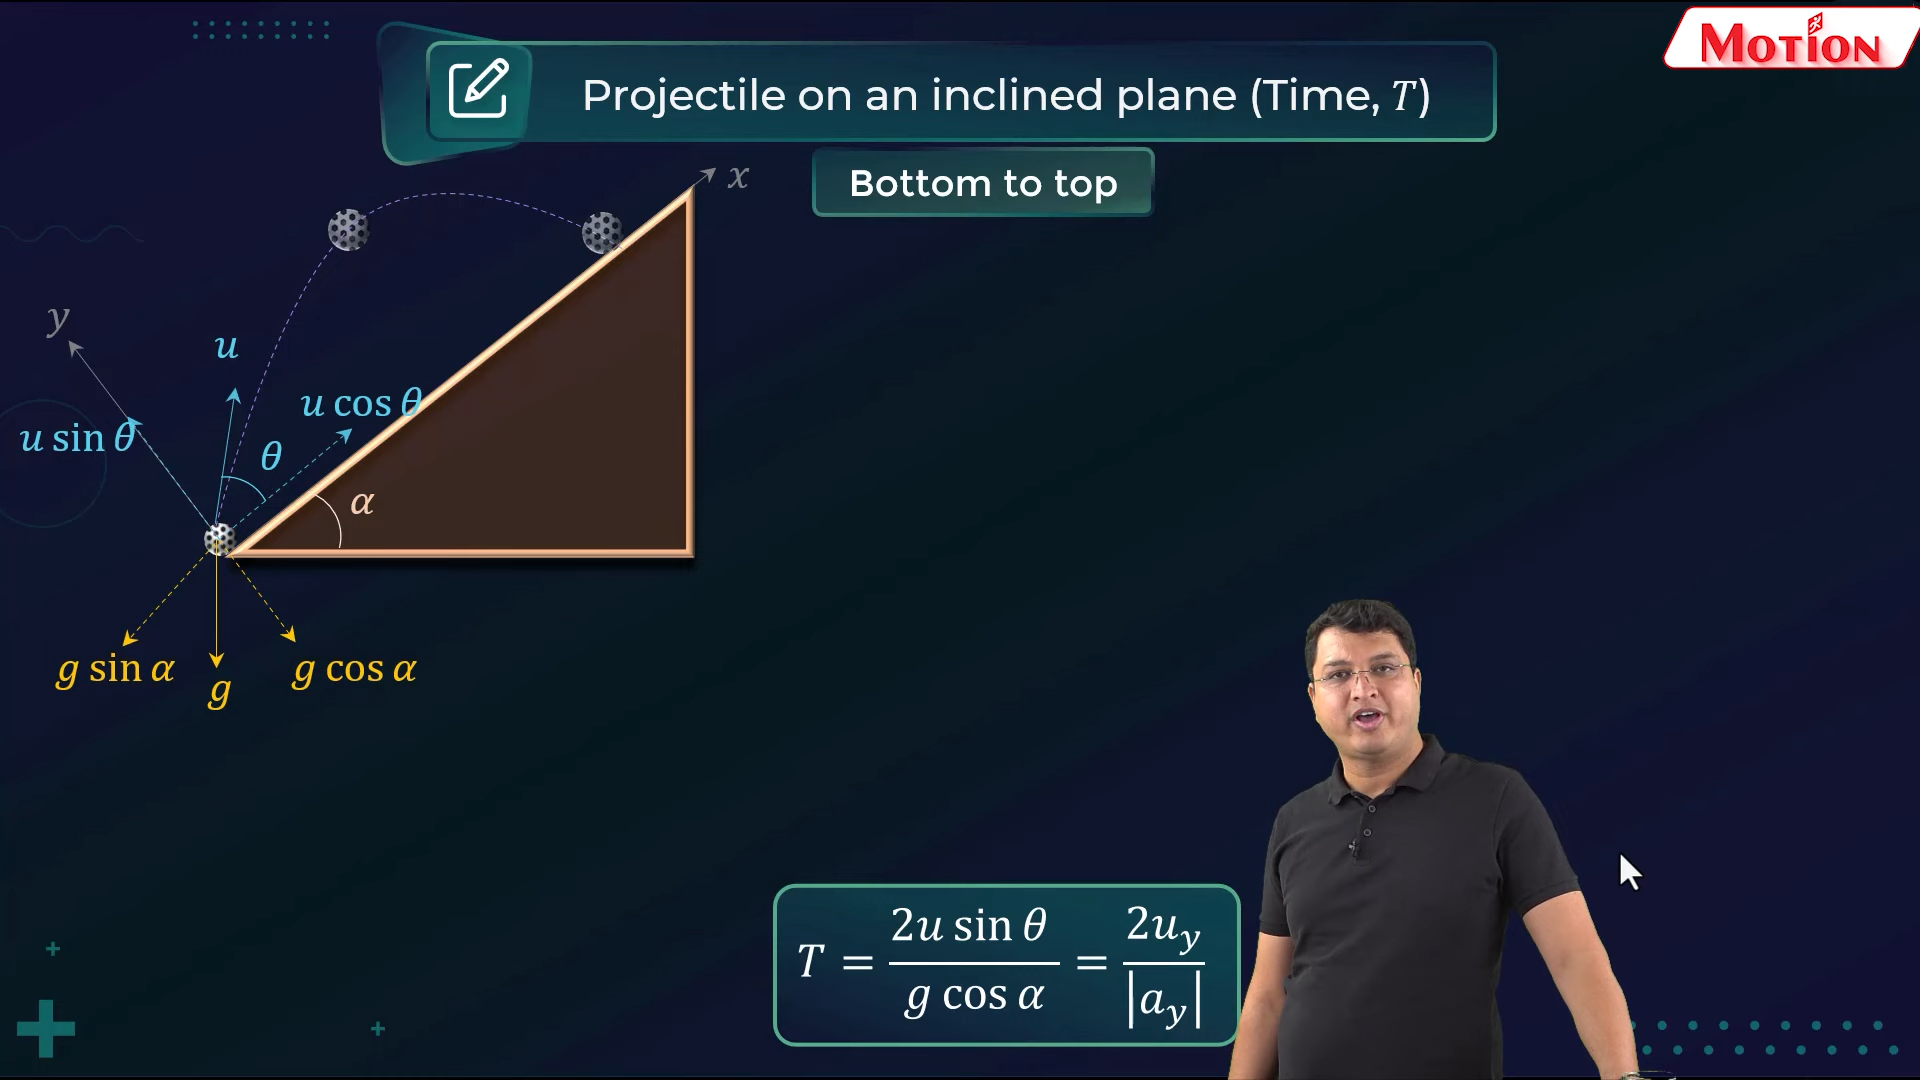 MOTION
Projectile on an inclined plane (Time, T)
Bottom to top
x
y
u
u cos θ
u sin θ
θ
α
g sin α
g
g cos α
T = 2u sin θ / g cos α = 2u_y / |a_y|